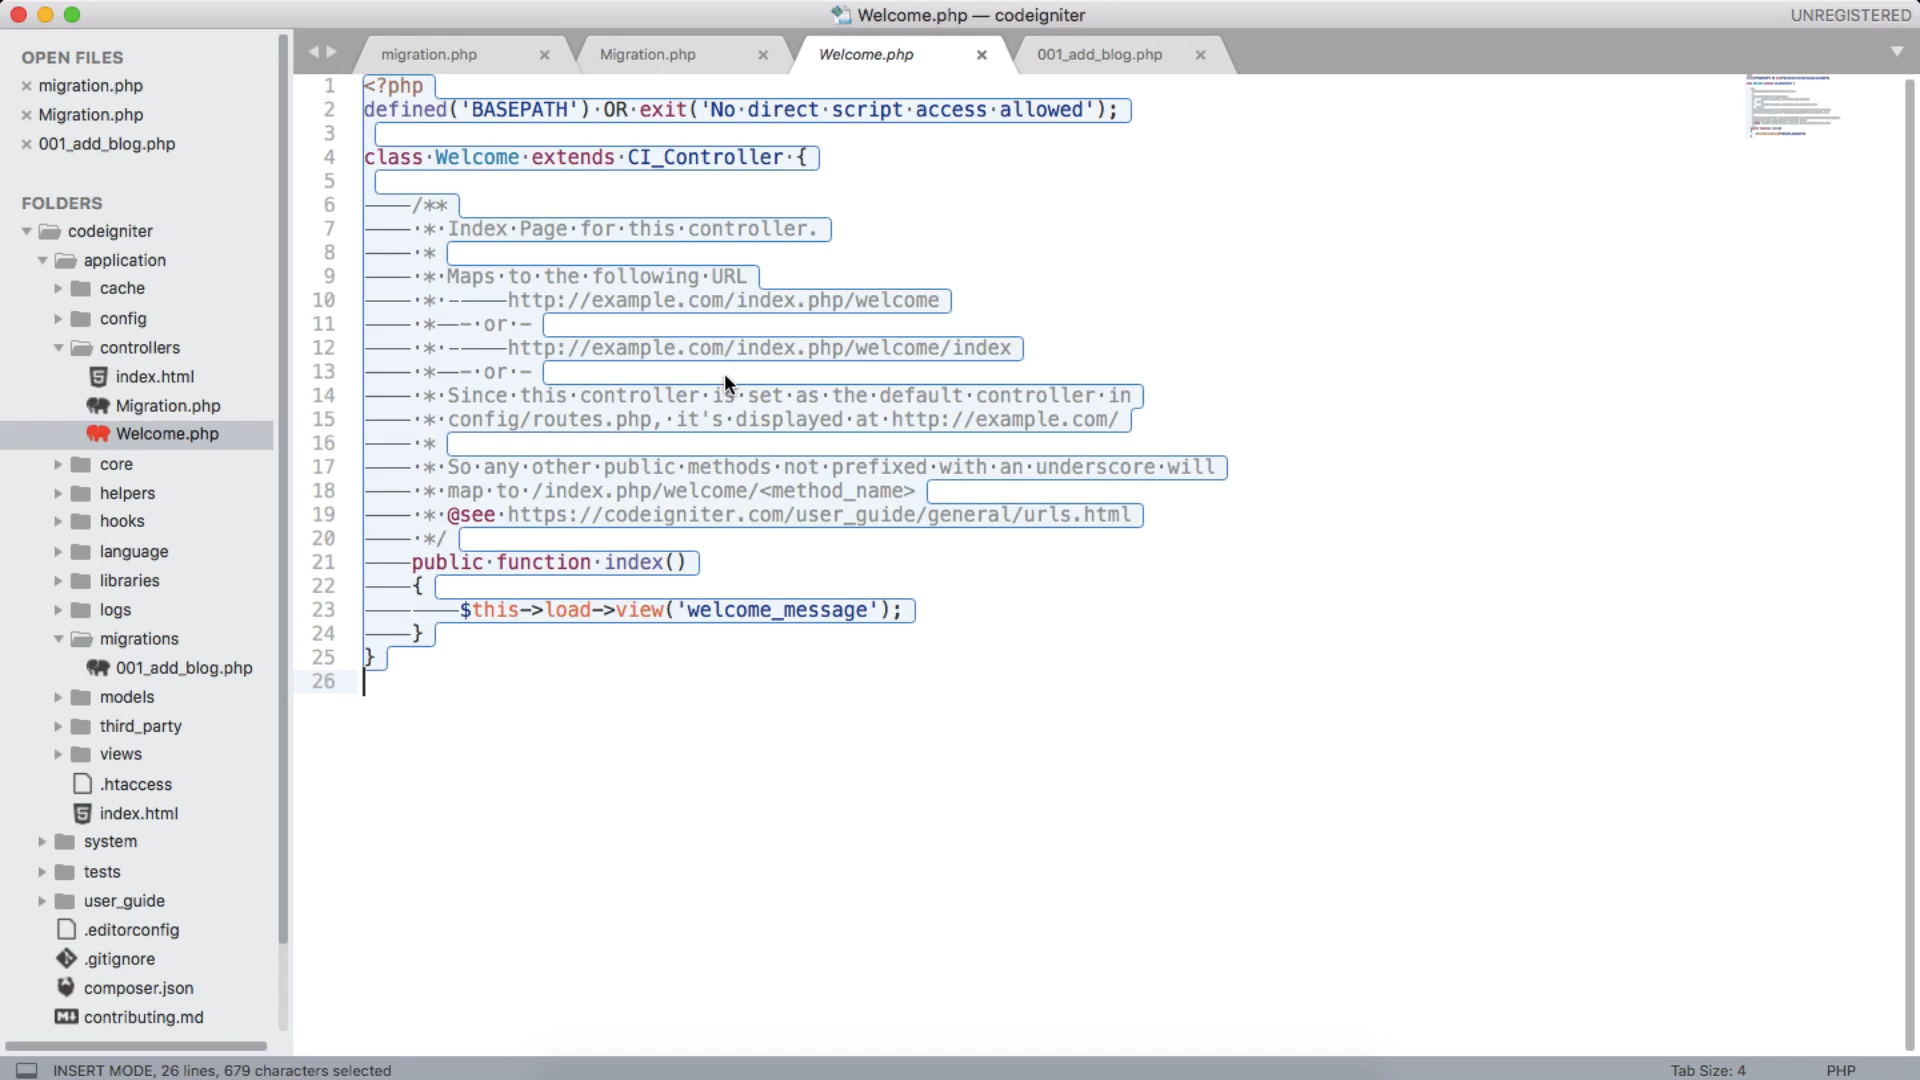 Welcome.php — codeigniter
UNREGISTERED
OPEN FILES
migration.php
Migration.php
001_add_blog.php
FOLDERS
codeigniter
application
cache
config
controllers
index.html
Migration.php
Welcome.php
core
helpers
hooks
language
libraries
logs
migrations
001_add_blog.php
models
third_party
views
.htaccess
index.html
system
tests
user_guide
.editorconfig
.gitignore
composer.json
contributing.md
migration.php
Migration.php
Welcome.php
001_add_blog.php
1 <?php
2 defined('BASEPATH') OR exit('No direct script access allowed');
3
4 class Welcome extends CI_Controller {
5
6 /**
7 * Index Page for this controller.
8 *
9 * Maps to the following URL
10 * http://example.com/index.php/welcome
11 * - or -
12 * http://example.com/index.php/welcome/index
13 * - or -
14 * Since this controller is set as the default controller in
15 * config/routes.php, it's displayed at http://example.com/
16 *
17 * So any other public methods not prefixed with an underscore will
18 * map to /index.php/welcome/<method_name>
19 * @see https://codeigniter.com/user_guide/general/urls.html
20 */
21 public function index()
22 {
23 $this->load->view('welcome_message');
24 }
25 }
26
INSERT MODE, 26 lines, 679 characters selected
Tab Size: 4
PHP